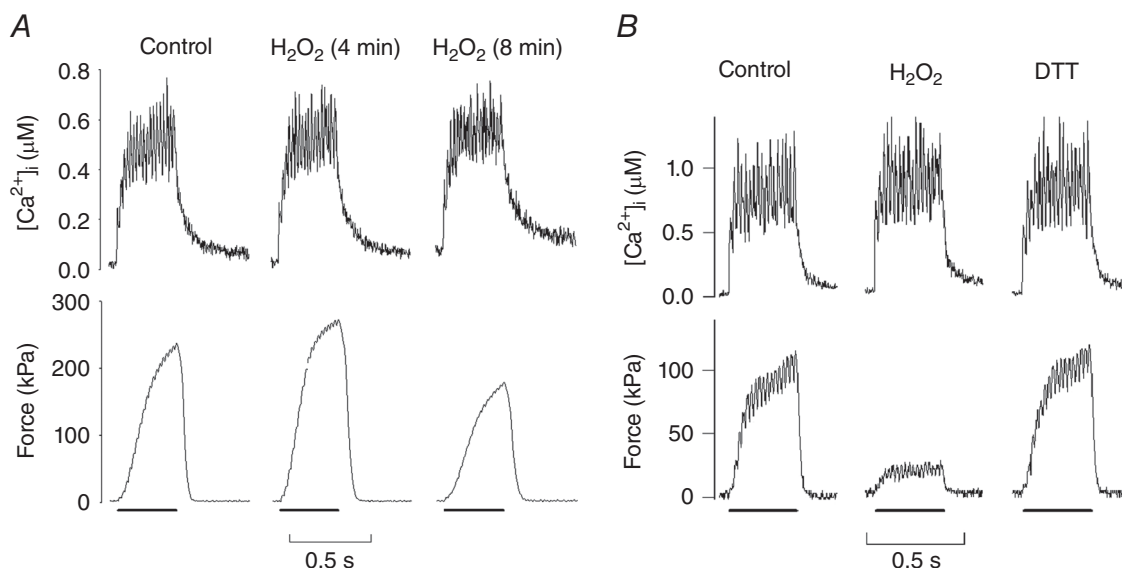 A
Control
H₂O₂ (4 min)
H₂O₂ (8 min)
[Ca²⁺]ᵢ (μM)
0.8
0.6
0.4
0.2
0.0
Force (kPa)
300
200
100
0
0.5 s
B
Control
H₂O₂
DTT
[Ca²⁺]ᵢ (μM)
1.0
0.5
0.0
Force (kPa)
100
50
0
0.5 s